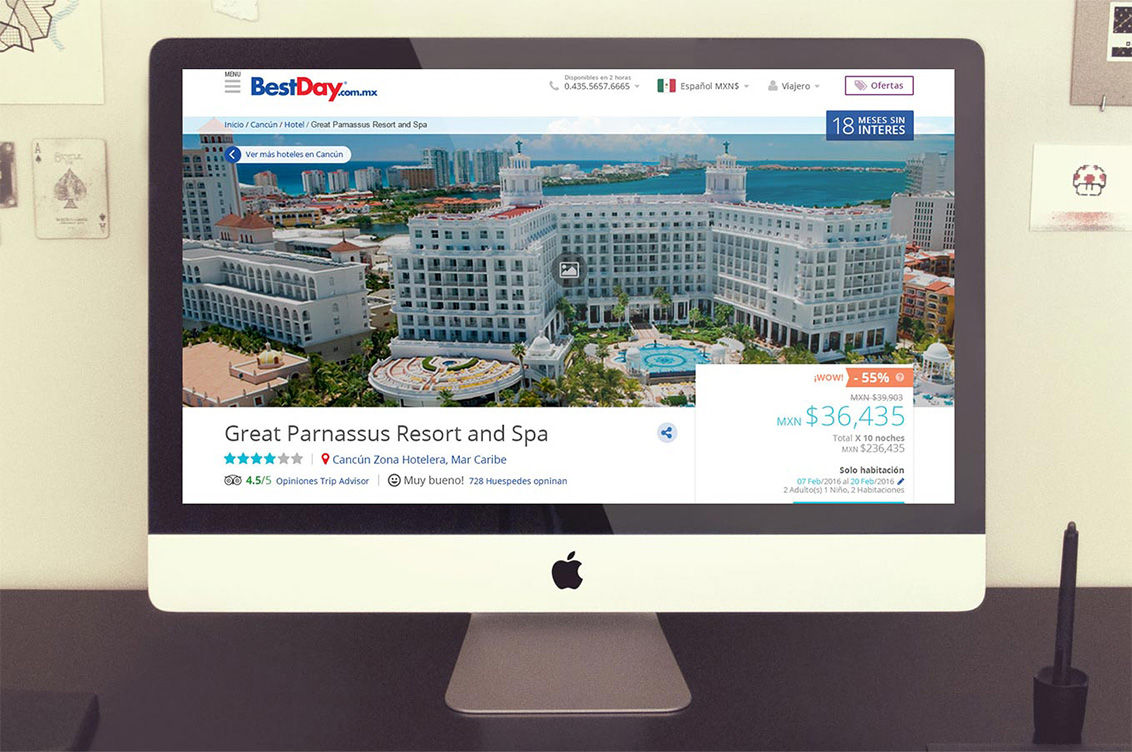 MENU
BestDay.com.mx
Disponibles en 2 horas
0.435.5657.6665
Español MXN$
Viajero
Ofertas
Inicio / Cancún / Hotel / Great Parnassus Resort and Spa
18 MESES SIN INTERES
Ver más hoteles en Cancún
¡WOW! - 55% ?
MXN $39,903
MXN $36,435
Total X 10 noches
MXN $236,435
Great Parnassus Resort and Spa
Cancún Zona Hotelera, Mar Caribe
Solo habitación
4.5/5 Opiniones Trip Advisor
Muy bueno! 728 Huespedes opninan
07 Feb/2016 al 20 Feb/2016
2 Adulto(s) 1 Niño, 2 Habitaciones
A